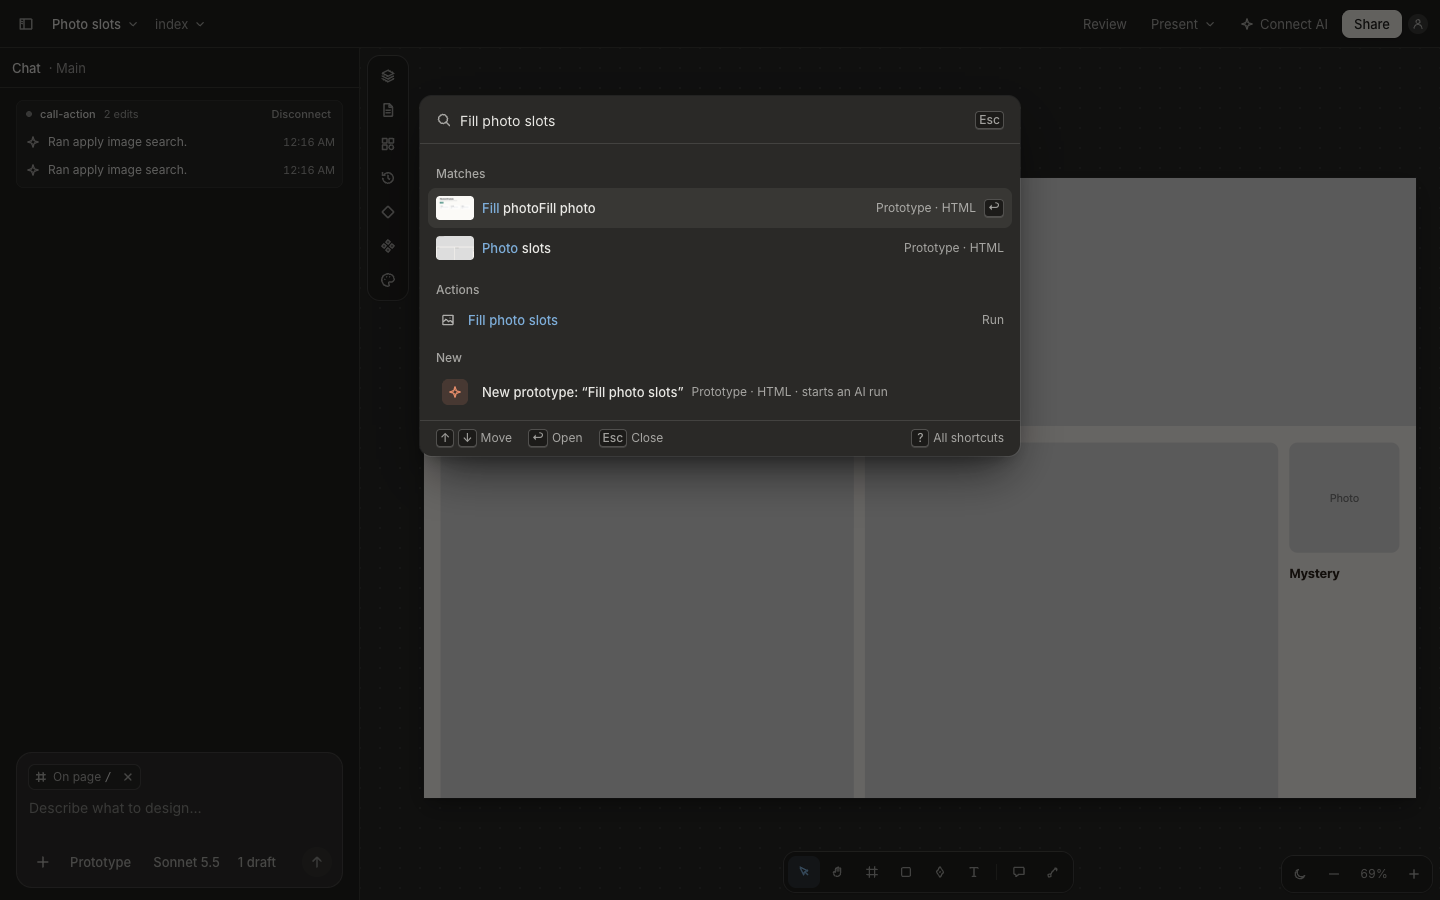 Photo slots
index
Review
Present
Connect AI
Share
Chat · Main
call-action 2 edits
Disconnect
Ran apply image search.
12:16 AM
Ran apply image search.
12:16 AM
Fill photo slots
Esc
Matches
Fill photoFill photo
Prototype · HTML
Photo slots
Prototype · HTML
Actions
Fill photo slots
Run
New
New prototype: “Fill photo slots” Prototype · HTML · starts an AI run
Move
Open
Esc Close
? All shortcuts
Photo
Mystery
On page /
Describe what to design...
Prototype
Sonnet 5.5
1 draft
69%